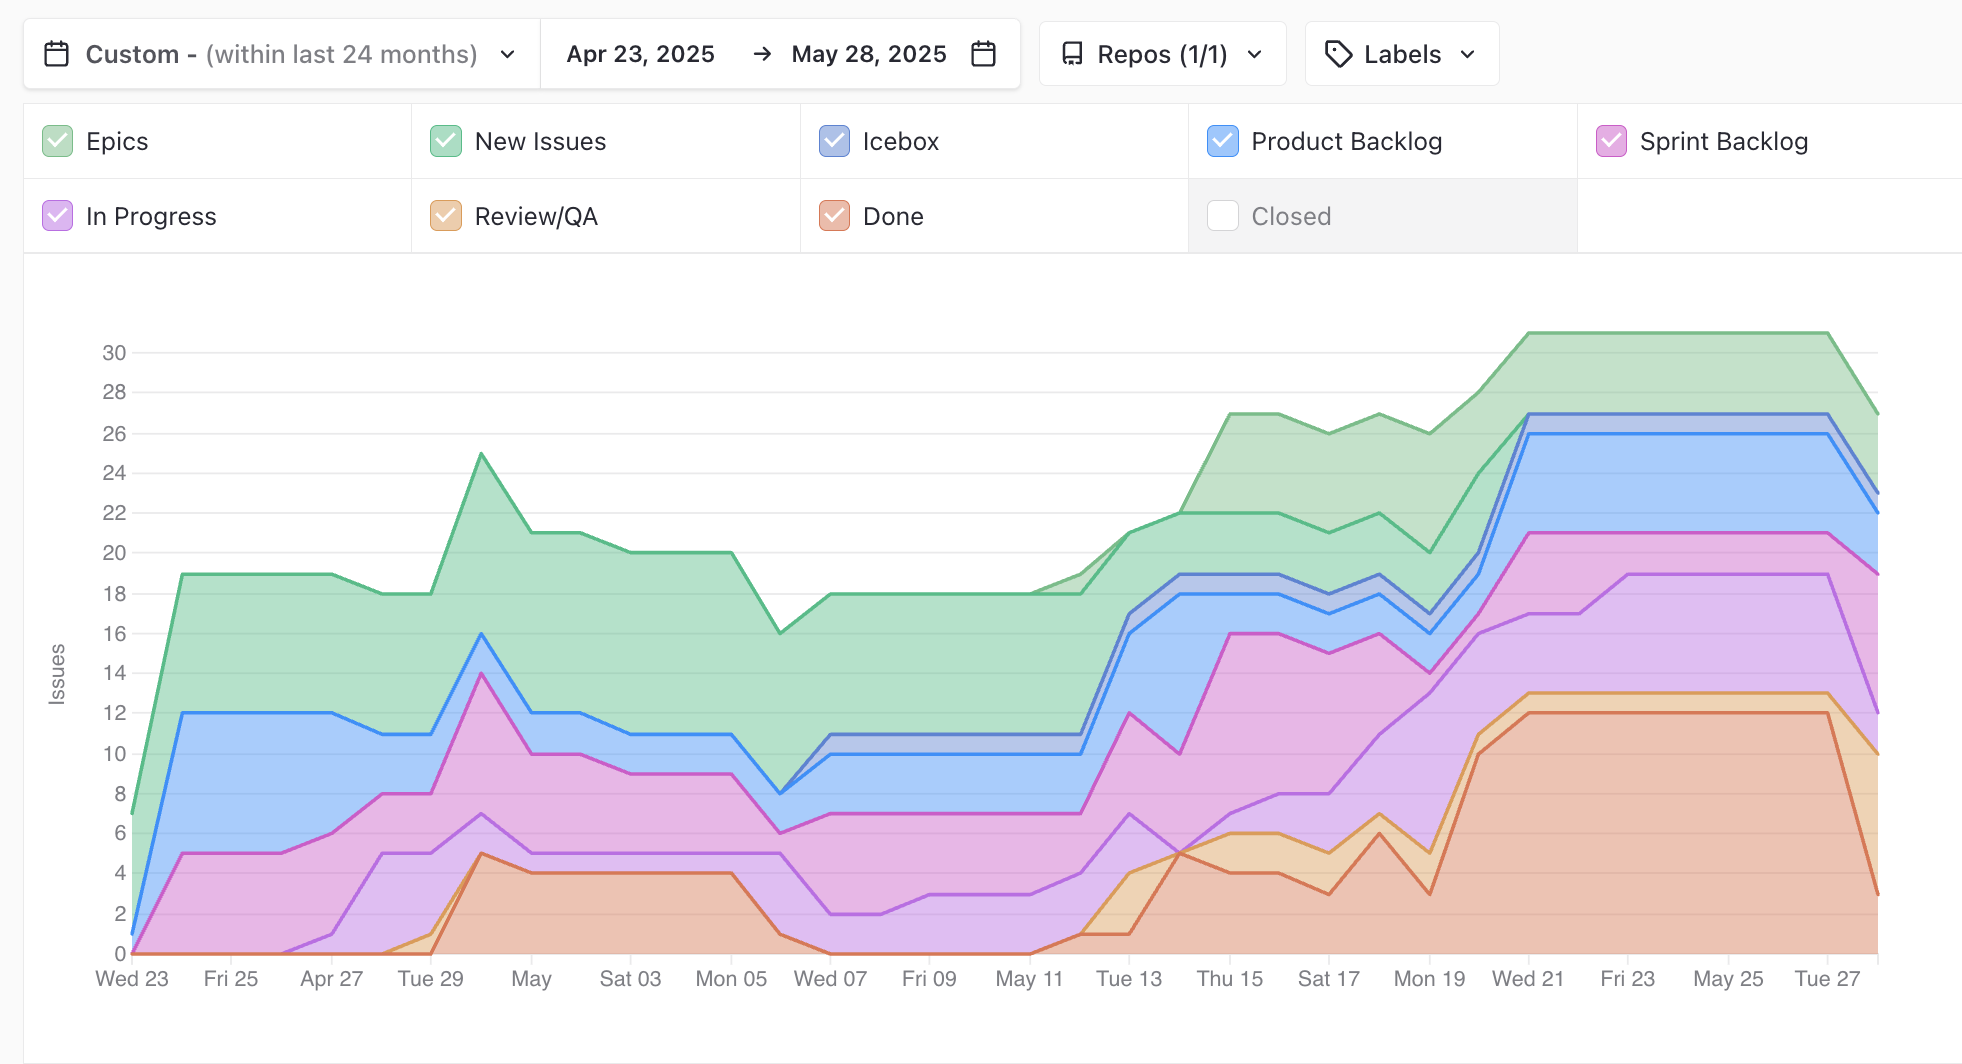 Custom - (within last 24 months)
Apr 23, 2025 → May 28, 2025
Repos (1/1)
Labels
Epics
New Issues
Icebox
Product Backlog
Sprint Backlog
In Progress
Review/QA
Done
Closed
30
28
26
24
22
20
18
16
14
12
10
8
6
4
2
0
Issues
Wed 23
Fri 25
Apr 27
Tue 29
May
Sat 03
Mon 05
Wed 07
Fri 09
May 11
Tue 13
Thu 15
Sat 17
Mon 19
Wed 21
Fri 23
May 25
Tue 27